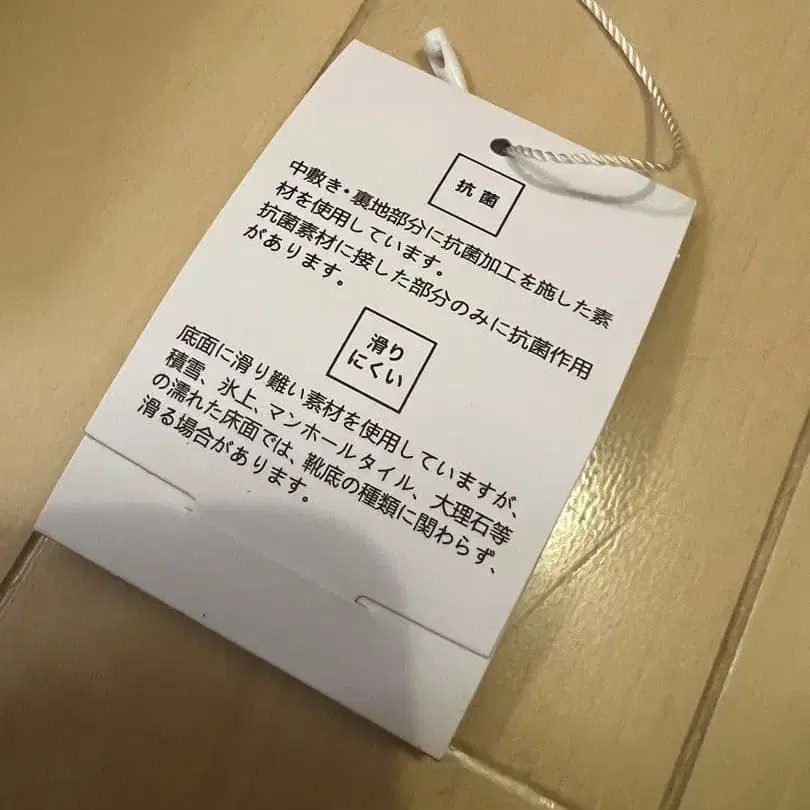 抗菌
中敷き・裏地部分に抗菌加工を施した素
材を使用しています。
抗菌素材に接した部分のみに抗菌作用
があります。
滑り
にくい
底面に滑り難い素材を使用していますが、
積雪、氷上、マンホールタイル、大理石等
の濡れた床面では、靴底の種類に関わらず、
滑る場合があります。